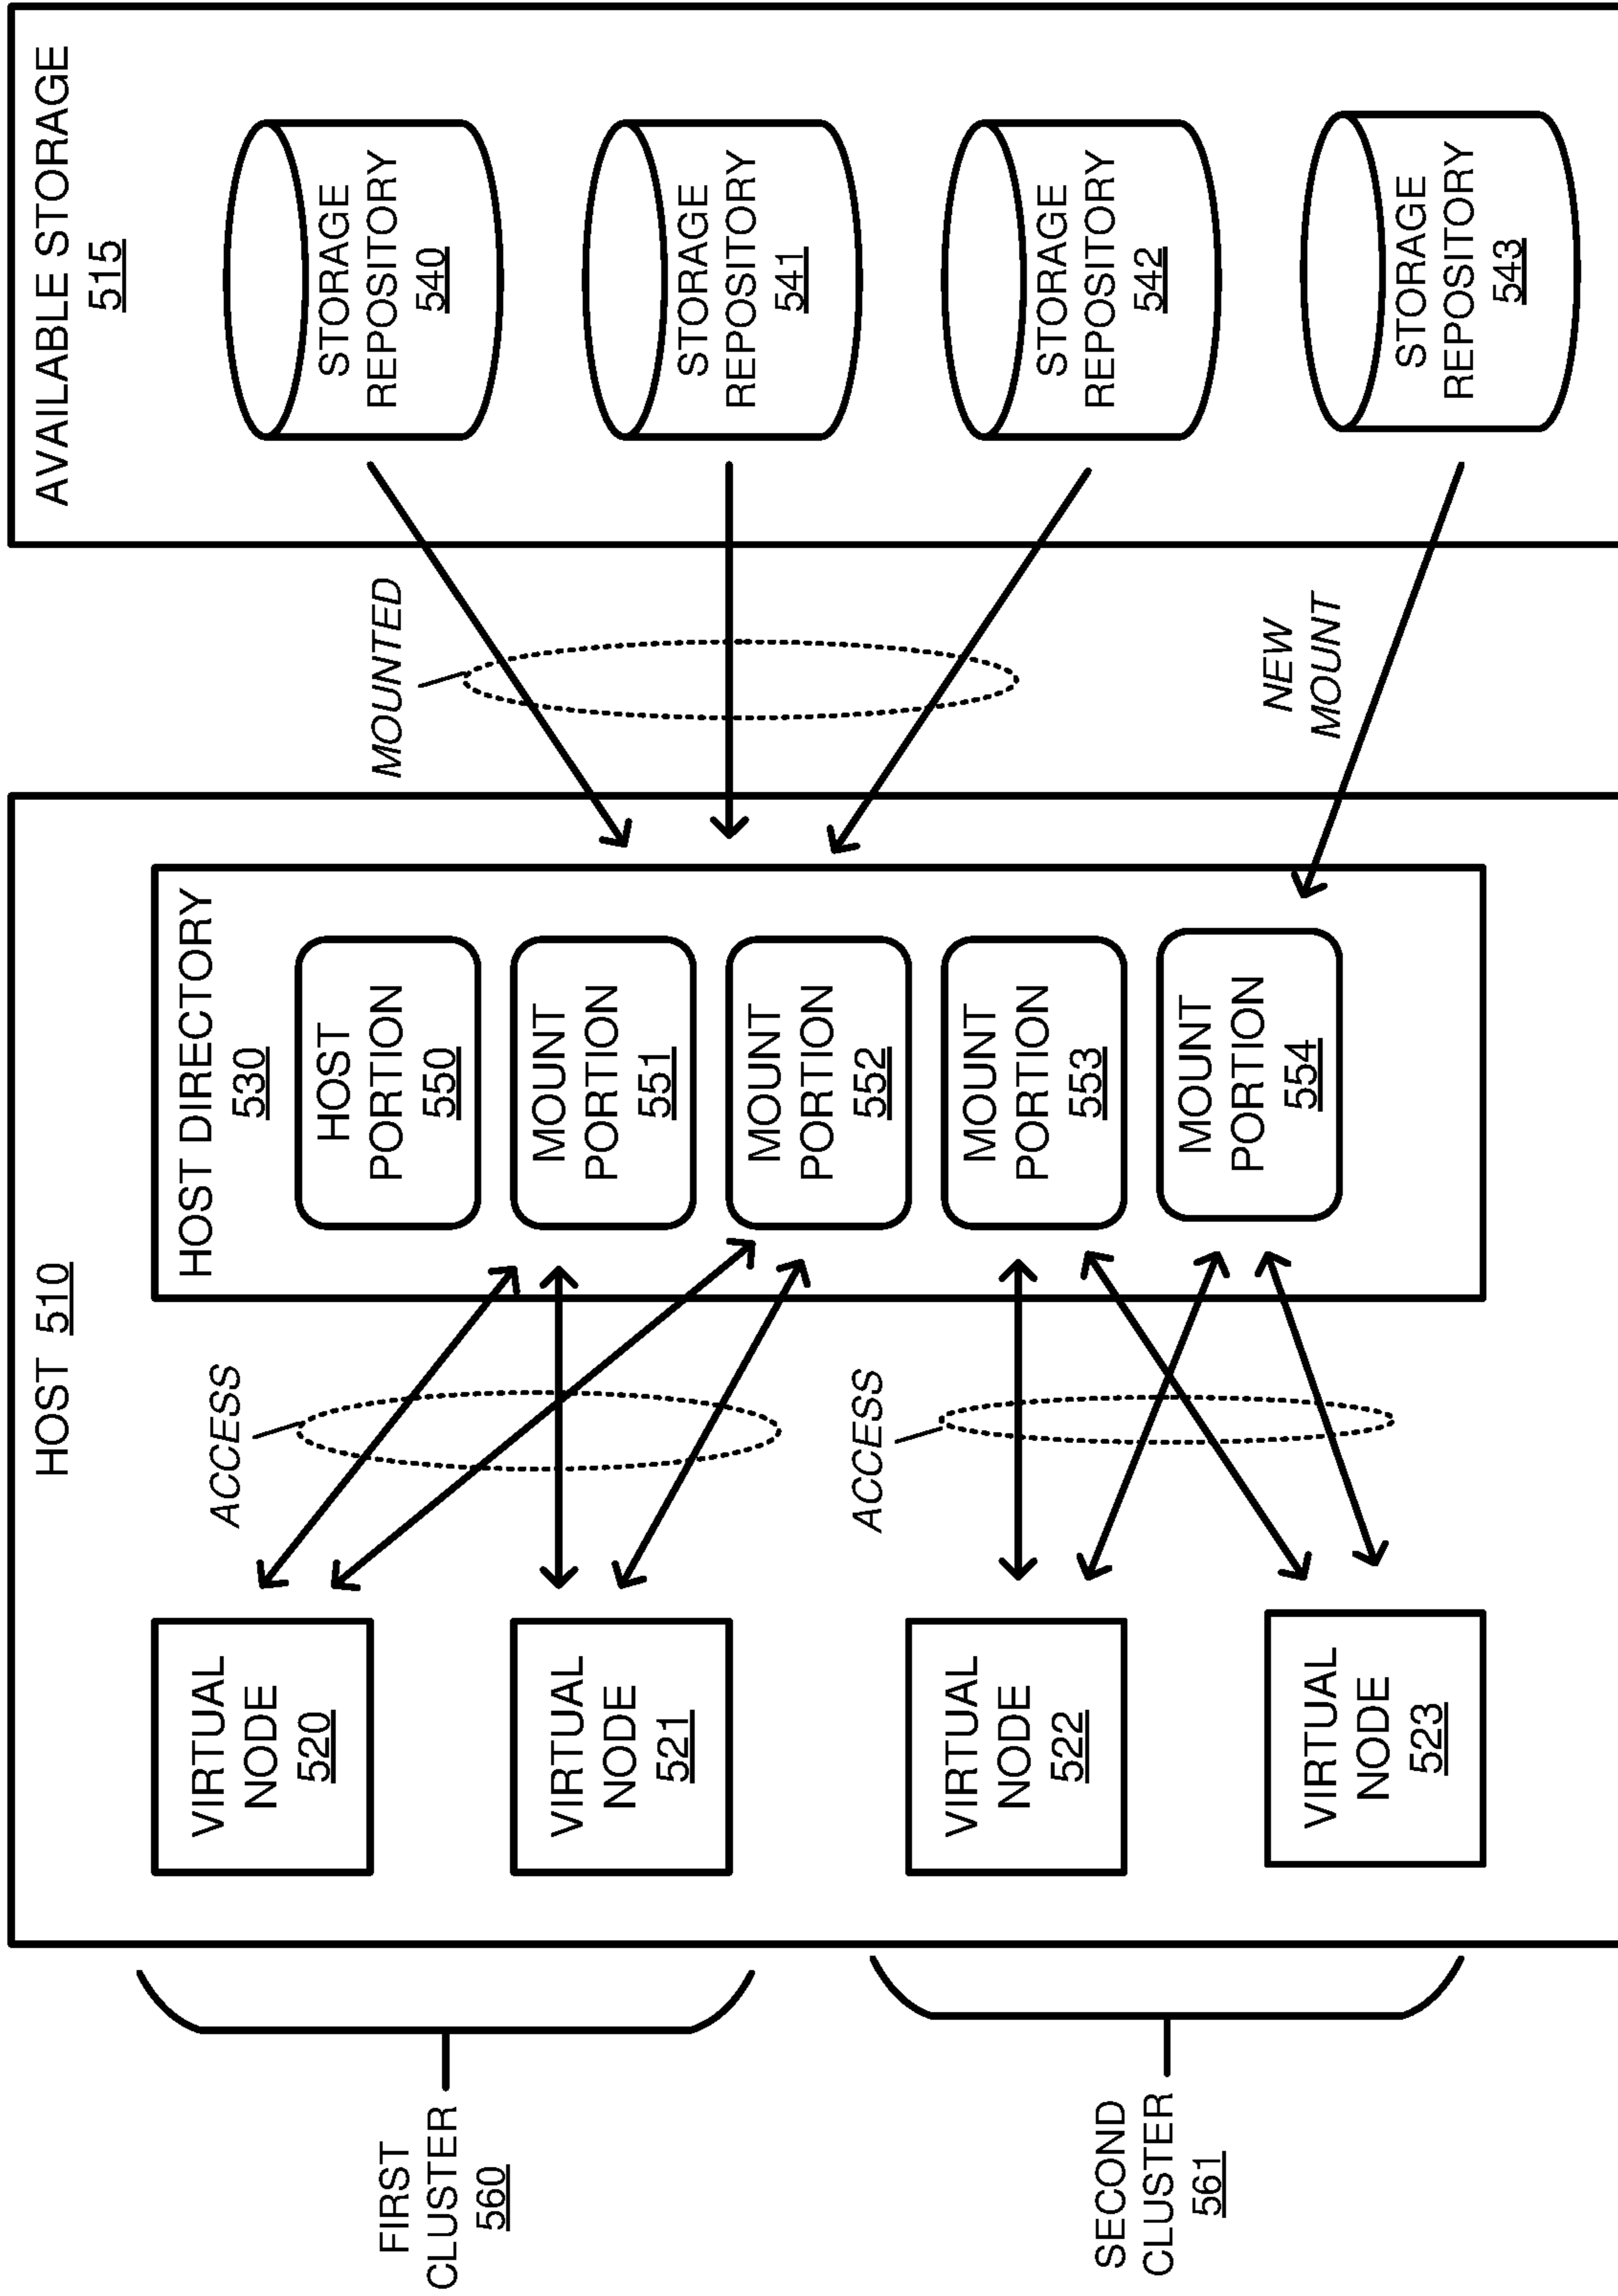 HOST 510
AVAILABLE STORAGE
515
FIRST
CLUSTER
560
SECOND
CLUSTER
561
VIRTUAL
NODE
520
VIRTUAL
NODE
521
VIRTUAL
NODE
522
VIRTUAL
NODE
523
ACCESS
ACCESS
HOST DIRECTORY
530
HOST
PORTION
550
MOUNT
PORTION
551
MOUNT
PORTION
552
MOUNT
PORTION
553
MOUNT
PORTION
554
MOUNTED
NEW
MOUNT
STORAGE
REPOSITORY
540
STORAGE
REPOSITORY
541
STORAGE
REPOSITORY
542
STORAGE
REPOSITORY
543